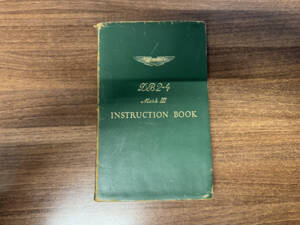 DB2-4
Mark III
INSTRUCTION BOOK